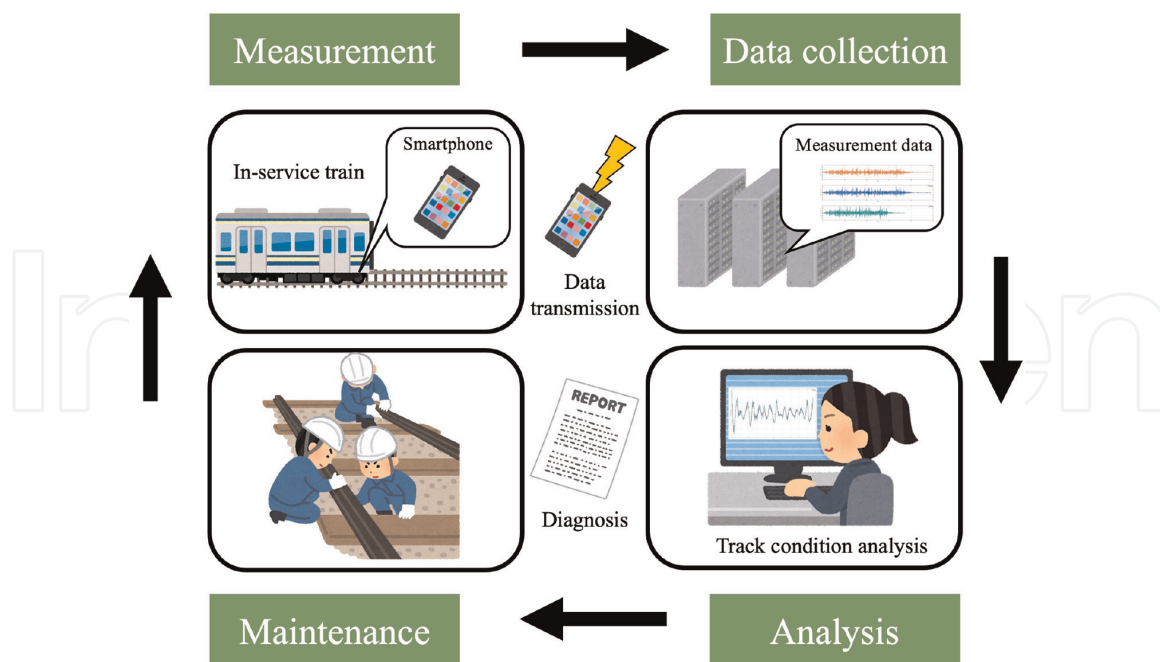 Measurement
Data collection
Smartphone
In-service train
Measurement data
Data
transmission
REPORT
Diagnosis
Track condition analysis
Maintenance
Analysis